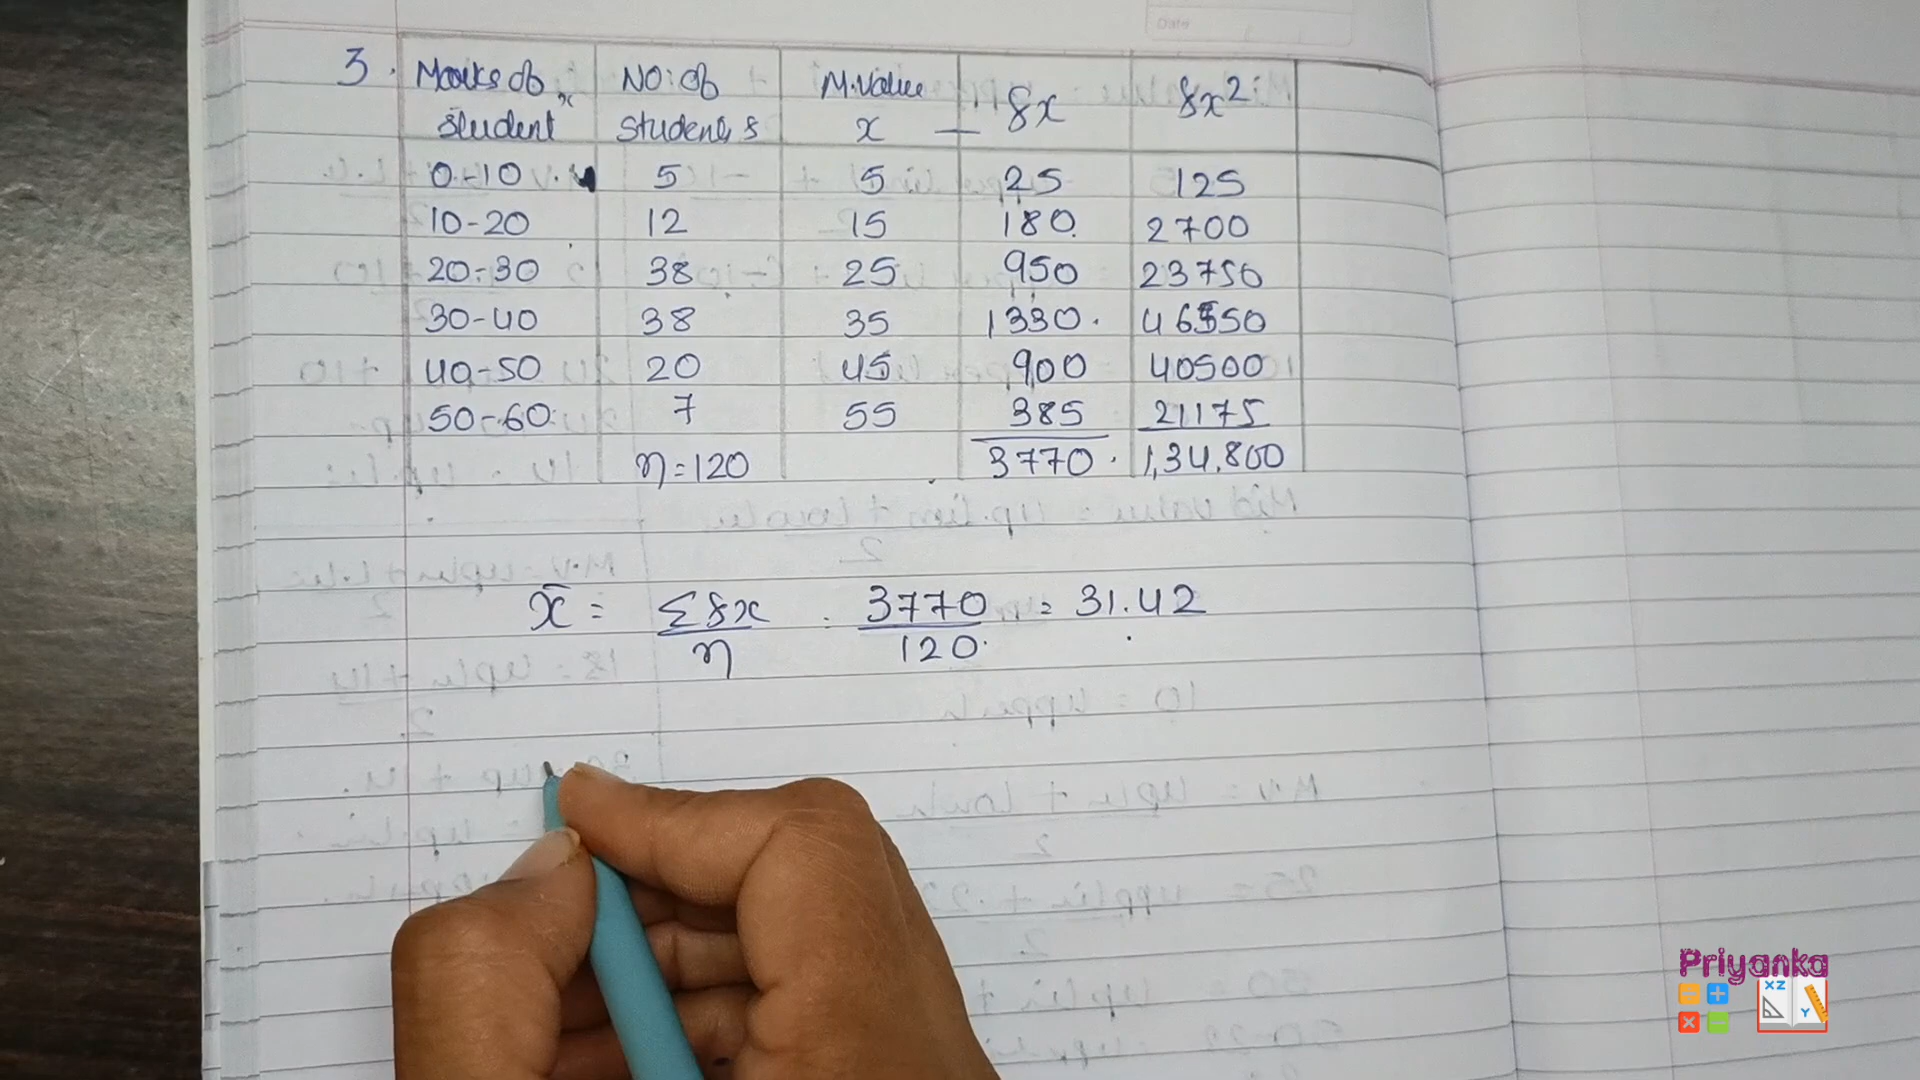 Date
3. Marks of student NO: of students M.value x fx fx²
0-10 5 5 25 125
10-20 12 15 180 2700
20-30 38 25 950 23750
30-40 38 35 1330 46550
40-50 20 45 900 40500
50-60 7 55 385 21175
n=120 3770 1,34,800
x̄ = Σfx / n = 3770 / 120 = 31.42
Priyanka
XZ
Y